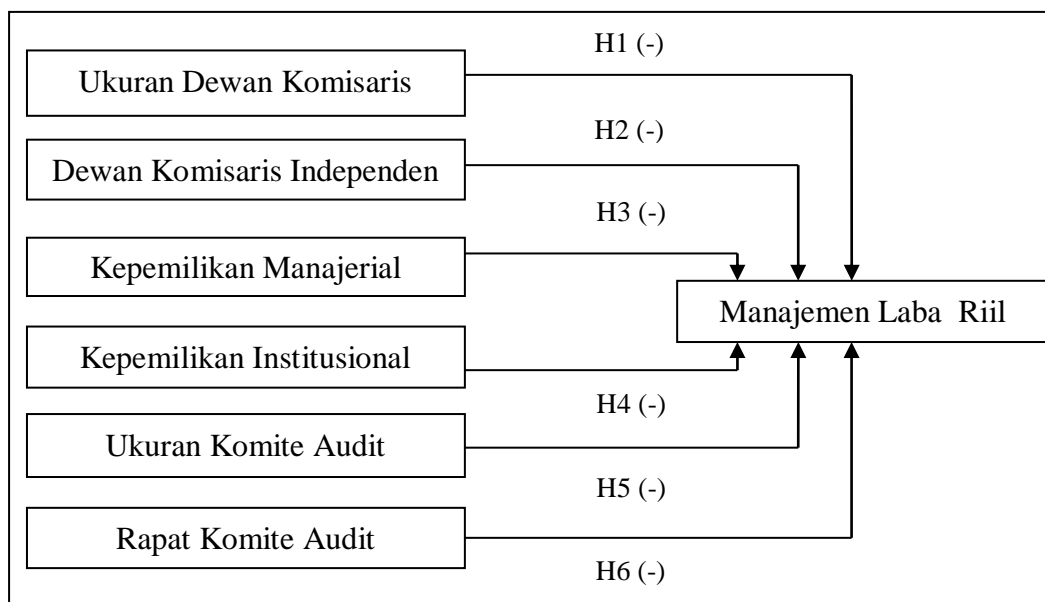 H1 (-)
Ukuran Dewan Komisaris
H2 (-)
Dewan Komisaris Independen
H3 (-)
Kepemilikan Manajerial
Manajemen Laba Riil
Kepemilikan Institusional
H4 (-)
Ukuran Komite Audit
H5 (-)
Rapat Komite Audit
H6 (-)